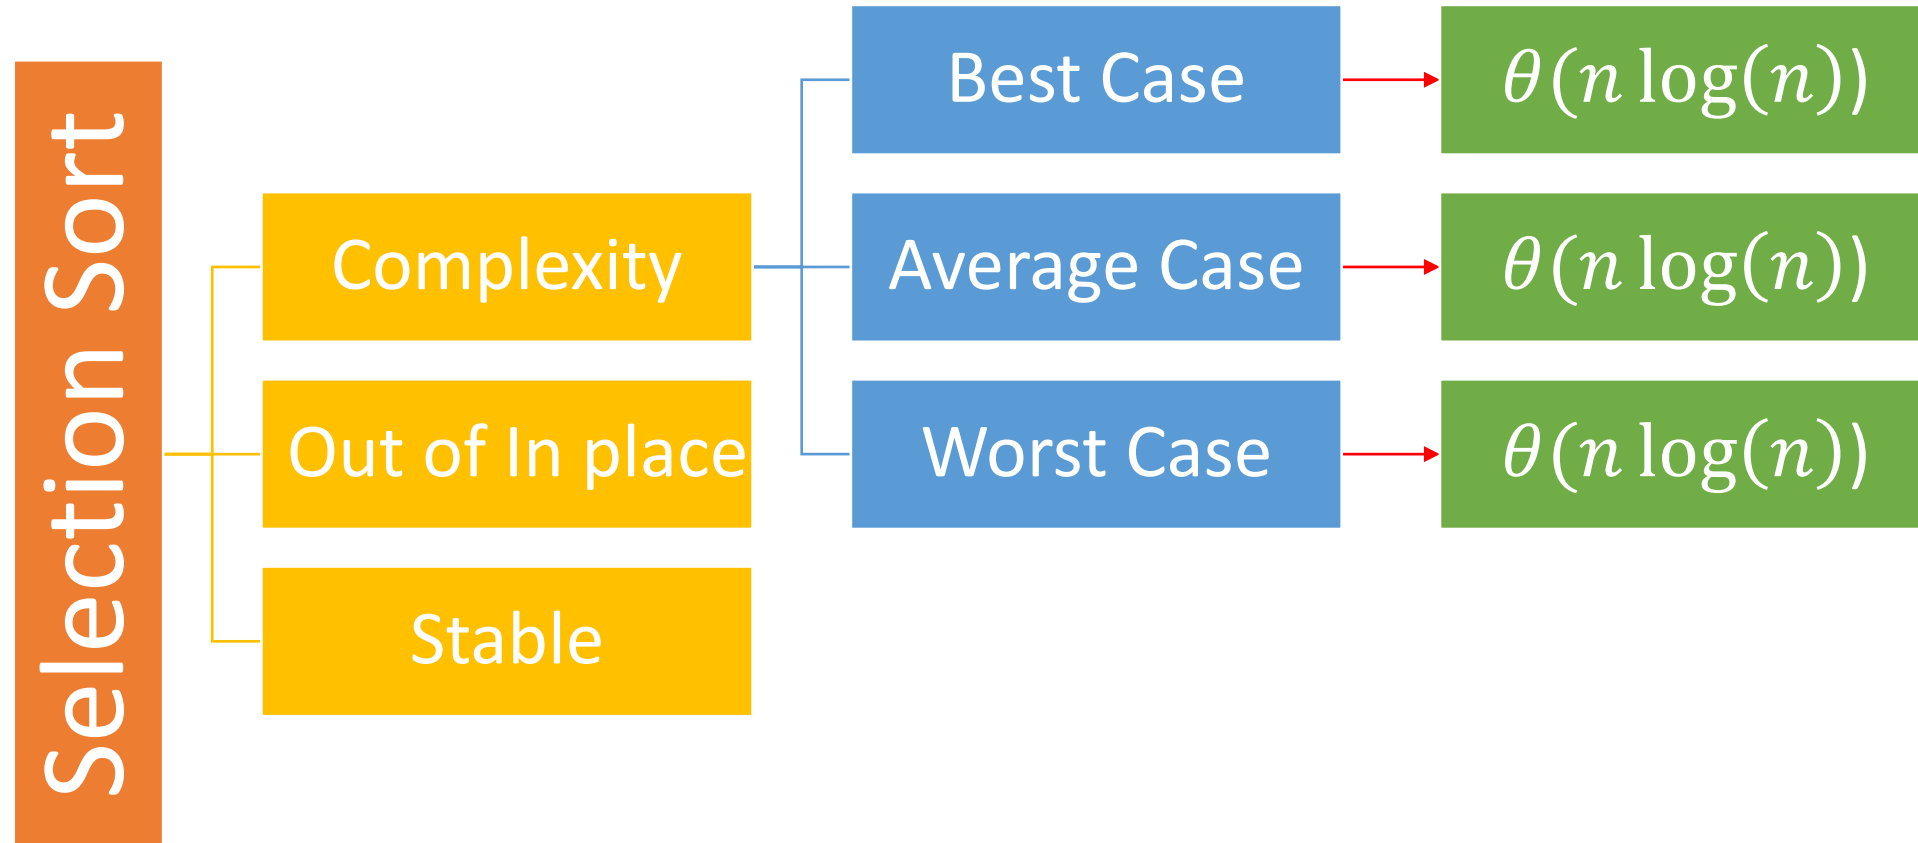 Selection Sort
Complexity
Out of In place
Stable
Best Case
θ(n log(n))
Average Case
θ(n log(n))
Worst Case
θ(n log(n))